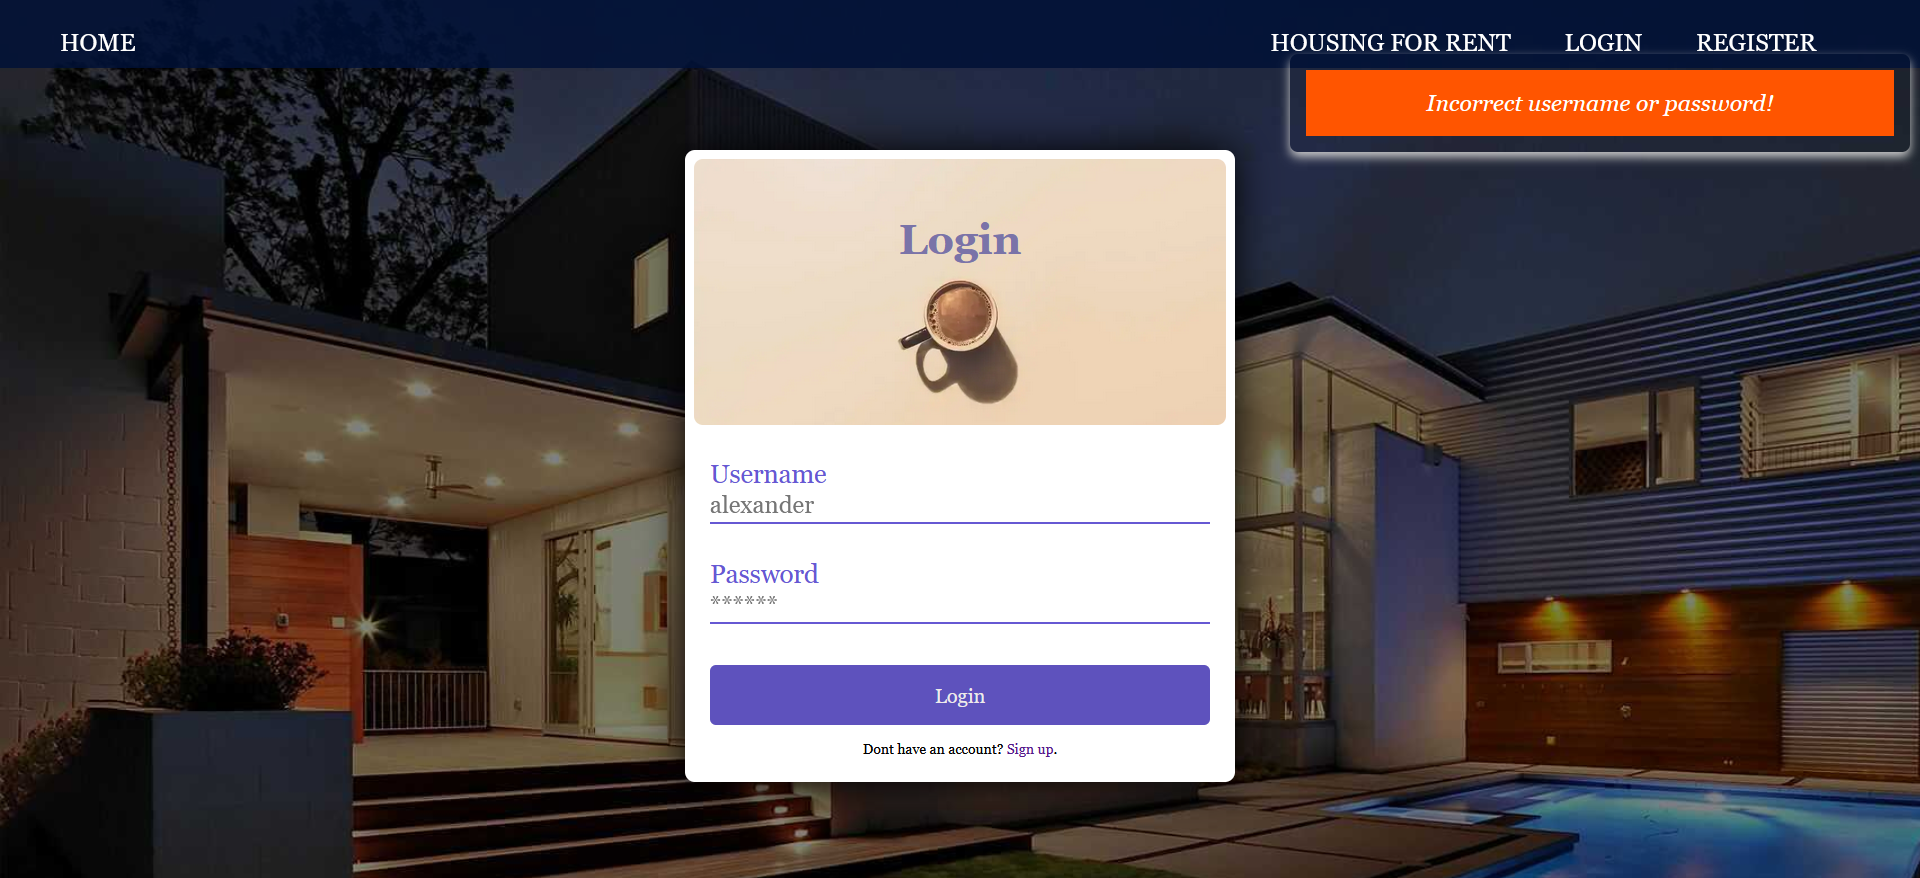 HOME
HOUSING FOR RENT
LOGIN
REGISTER
Incorrect username or password!
Login
Username
alexander
Password
******
Login
Dont have an account? Sign up.